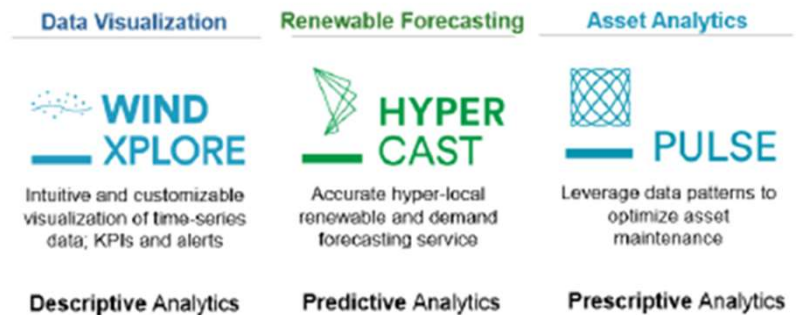 Data Visualization
WIND
XPLORE
Intuitive and customizable
visualization of time-series
data; KPIs and alerts
Descriptive Analytics
Renewable Forecasting
HYPER
CAST
Accurate hyper-local
renewable and demand
forecasting service
Predictive Analytics
Asset Analytics
PULSE
Leverage data patterns to
optimize asset
maintenance
Prescriptive Analytics